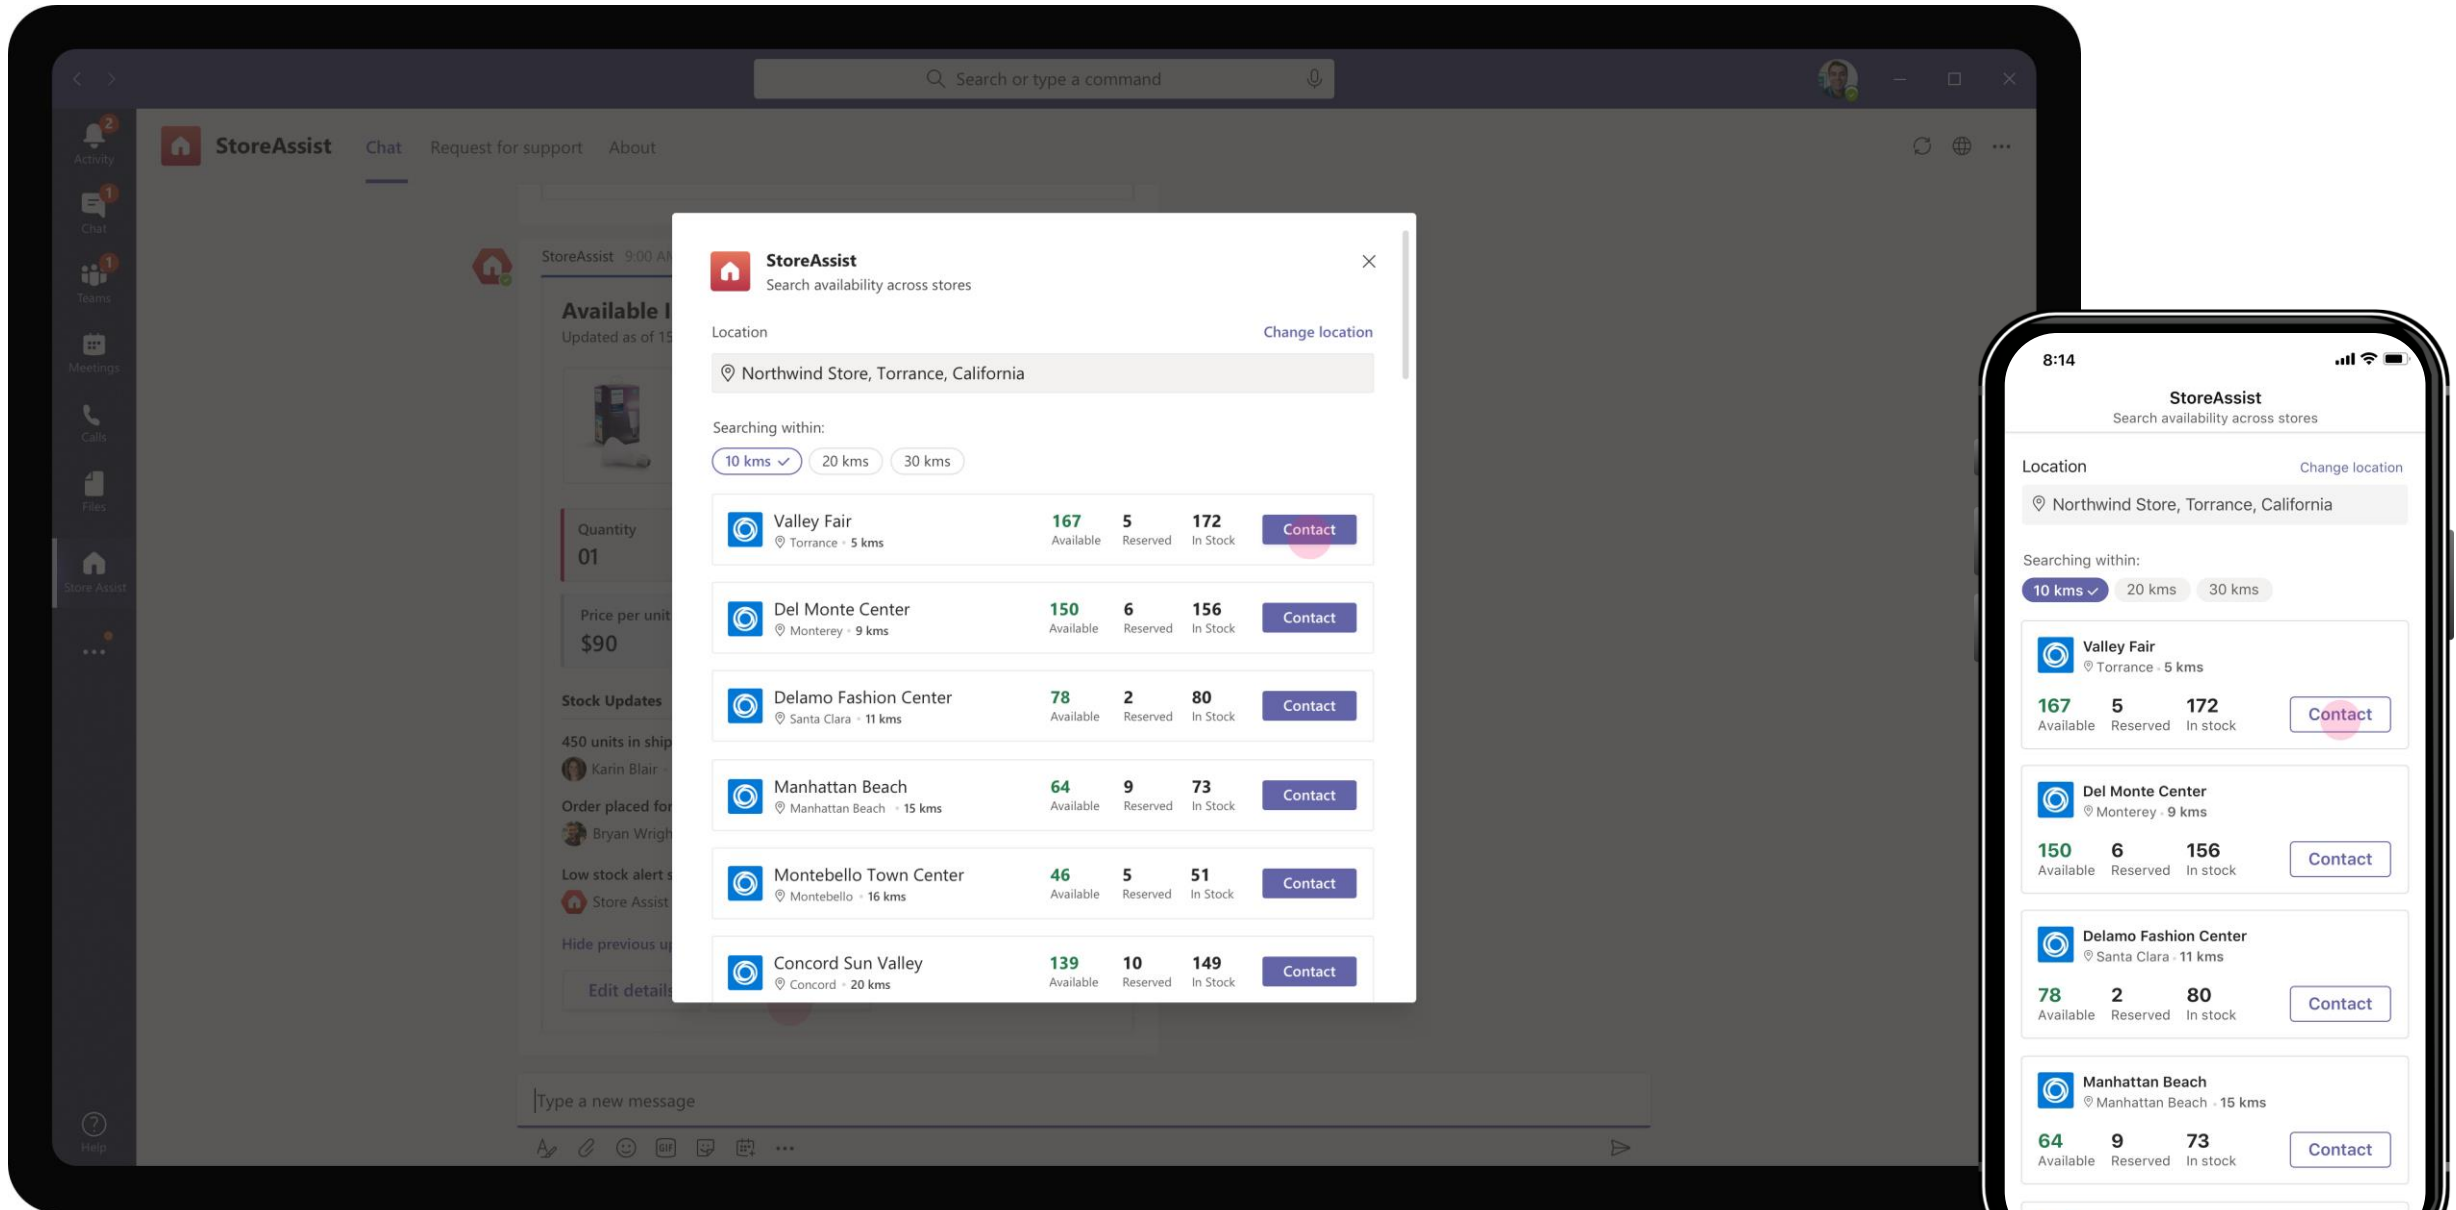 Search or type a command
2
Activity
StoreAssist Chat Request for support About
1
Chat
1
Teams
Meetings
Calls
Files
Store Assist
Help
StoreAssist 9:00 AM
Available I
Updated as of 15
Quantity
01
Price per unit
$90
Stock Updates
450 units in ship
Karin Blair
Order placed for
Bryan Wrigh
Low stock alert s
Store Assist
Hide previous up
Edit details
Type a new message
GIF
StoreAssist
Search availability across stores
Location Change location
Northwind Store, Torrance, California
Searching within:
10 kms 20 kms 30 kms
Valley Fair 167 5 172 Contact
Torrance • 5 kms Available Reserved In Stock
Del Monte Center 150 6 156 Contact
Monterey • 9 kms Available Reserved In Stock
Delamo Fashion Center 78 2 80 Contact
Santa Clara • 11 kms Available Reserved In Stock
Manhattan Beach 64 9 73 Contact
Manhattan Beach • 15 kms Available Reserved In Stock
Montebello Town Center 46 5 51 Contact
Montebello • 16 kms Available Reserved In Stock
Concord Sun Valley 139 10 149 Contact
Concord • 20 kms Available Reserved In Stock
8:14
StoreAssist
Search availability across stores
Location Change location
Northwind Store, Torrance, California
Searching within:
10 kms 20 kms 30 kms
Valley Fair
Torrance • 5 kms
167 5 172 Contact
Available Reserved In stock
Del Monte Center
Monterey • 9 kms
150 6 156 Contact
Available Reserved In stock
Delamo Fashion Center
Santa Clara • 11 kms
78 2 80 Contact
Available Reserved In stock
Manhattan Beach
Manhattan Beach • 15 kms
64 9 73 Contact
Available Reserved In stock